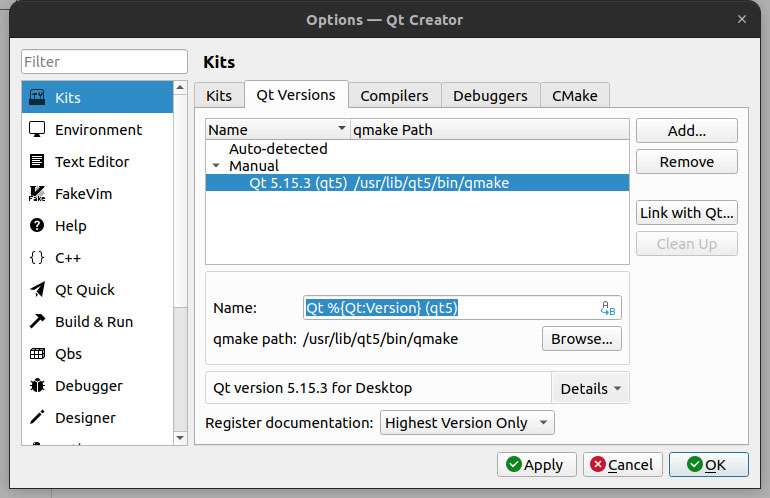 Options — Qt Creator
Filter
Kits
Environment
Text Editor
FakeVim
Help
C++
Qt Quick
Build & Run
Qbs
Debugger
Designer
Kits
Kits Qt Versions Compilers Debuggers CMake
Name qmake Path
Auto-detected
Manual
Qt 5.15.3 (qt5) /usr/lib/qt5/bin/qmake
Add...
Remove
Link with Qt...
Clean Up
Name: Qt %{Qt:Version} (qt5)
qmake path: /usr/lib/qt5/bin/qmake Browse...
Qt version 5.15.3 for Desktop Details
Register documentation: Highest Version Only
Apply Cancel OK